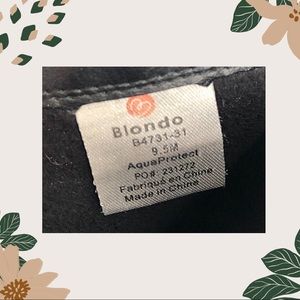 Blondo
B4731-31
9.5M
AquaProtect
PO#: 231272
Fabriqué en Chine
Made in China